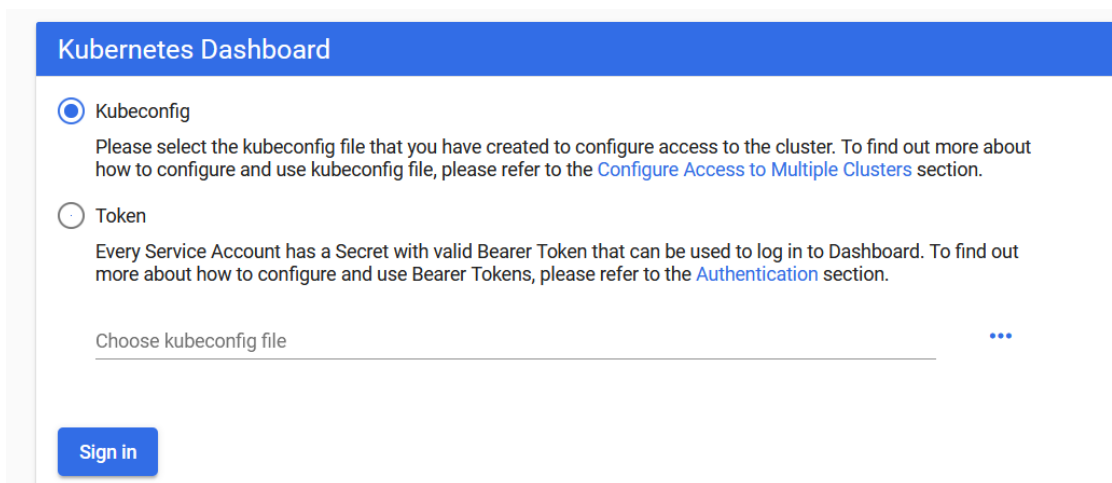 Kubernetes Dashboard
Kubeconfig
Please select the kubeconfig file that you have created to configure access to the cluster. To find out more about
how to configure and use kubeconfig file, please refer to the Configure Access to Multiple Clusters section.
Token
Every Service Account has a Secret with valid Bearer Token that can be used to log in to Dashboard. To find out
more about how to configure and use Bearer Tokens, please refer to the Authentication section.
Choose kubeconfig file
Sign in